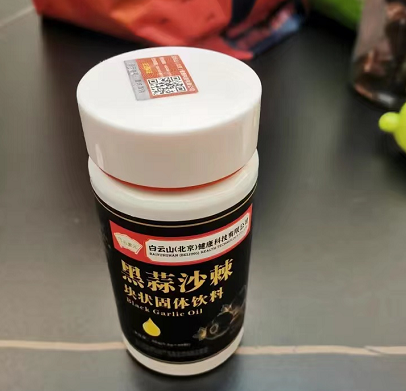 白云山(北京)健康科技有限公司
BAIYUNSHAN (BEIJING) HEALTH TECHNOLOGY
黑蒜沙棘
块状固体饮料
Black Garlic Oil